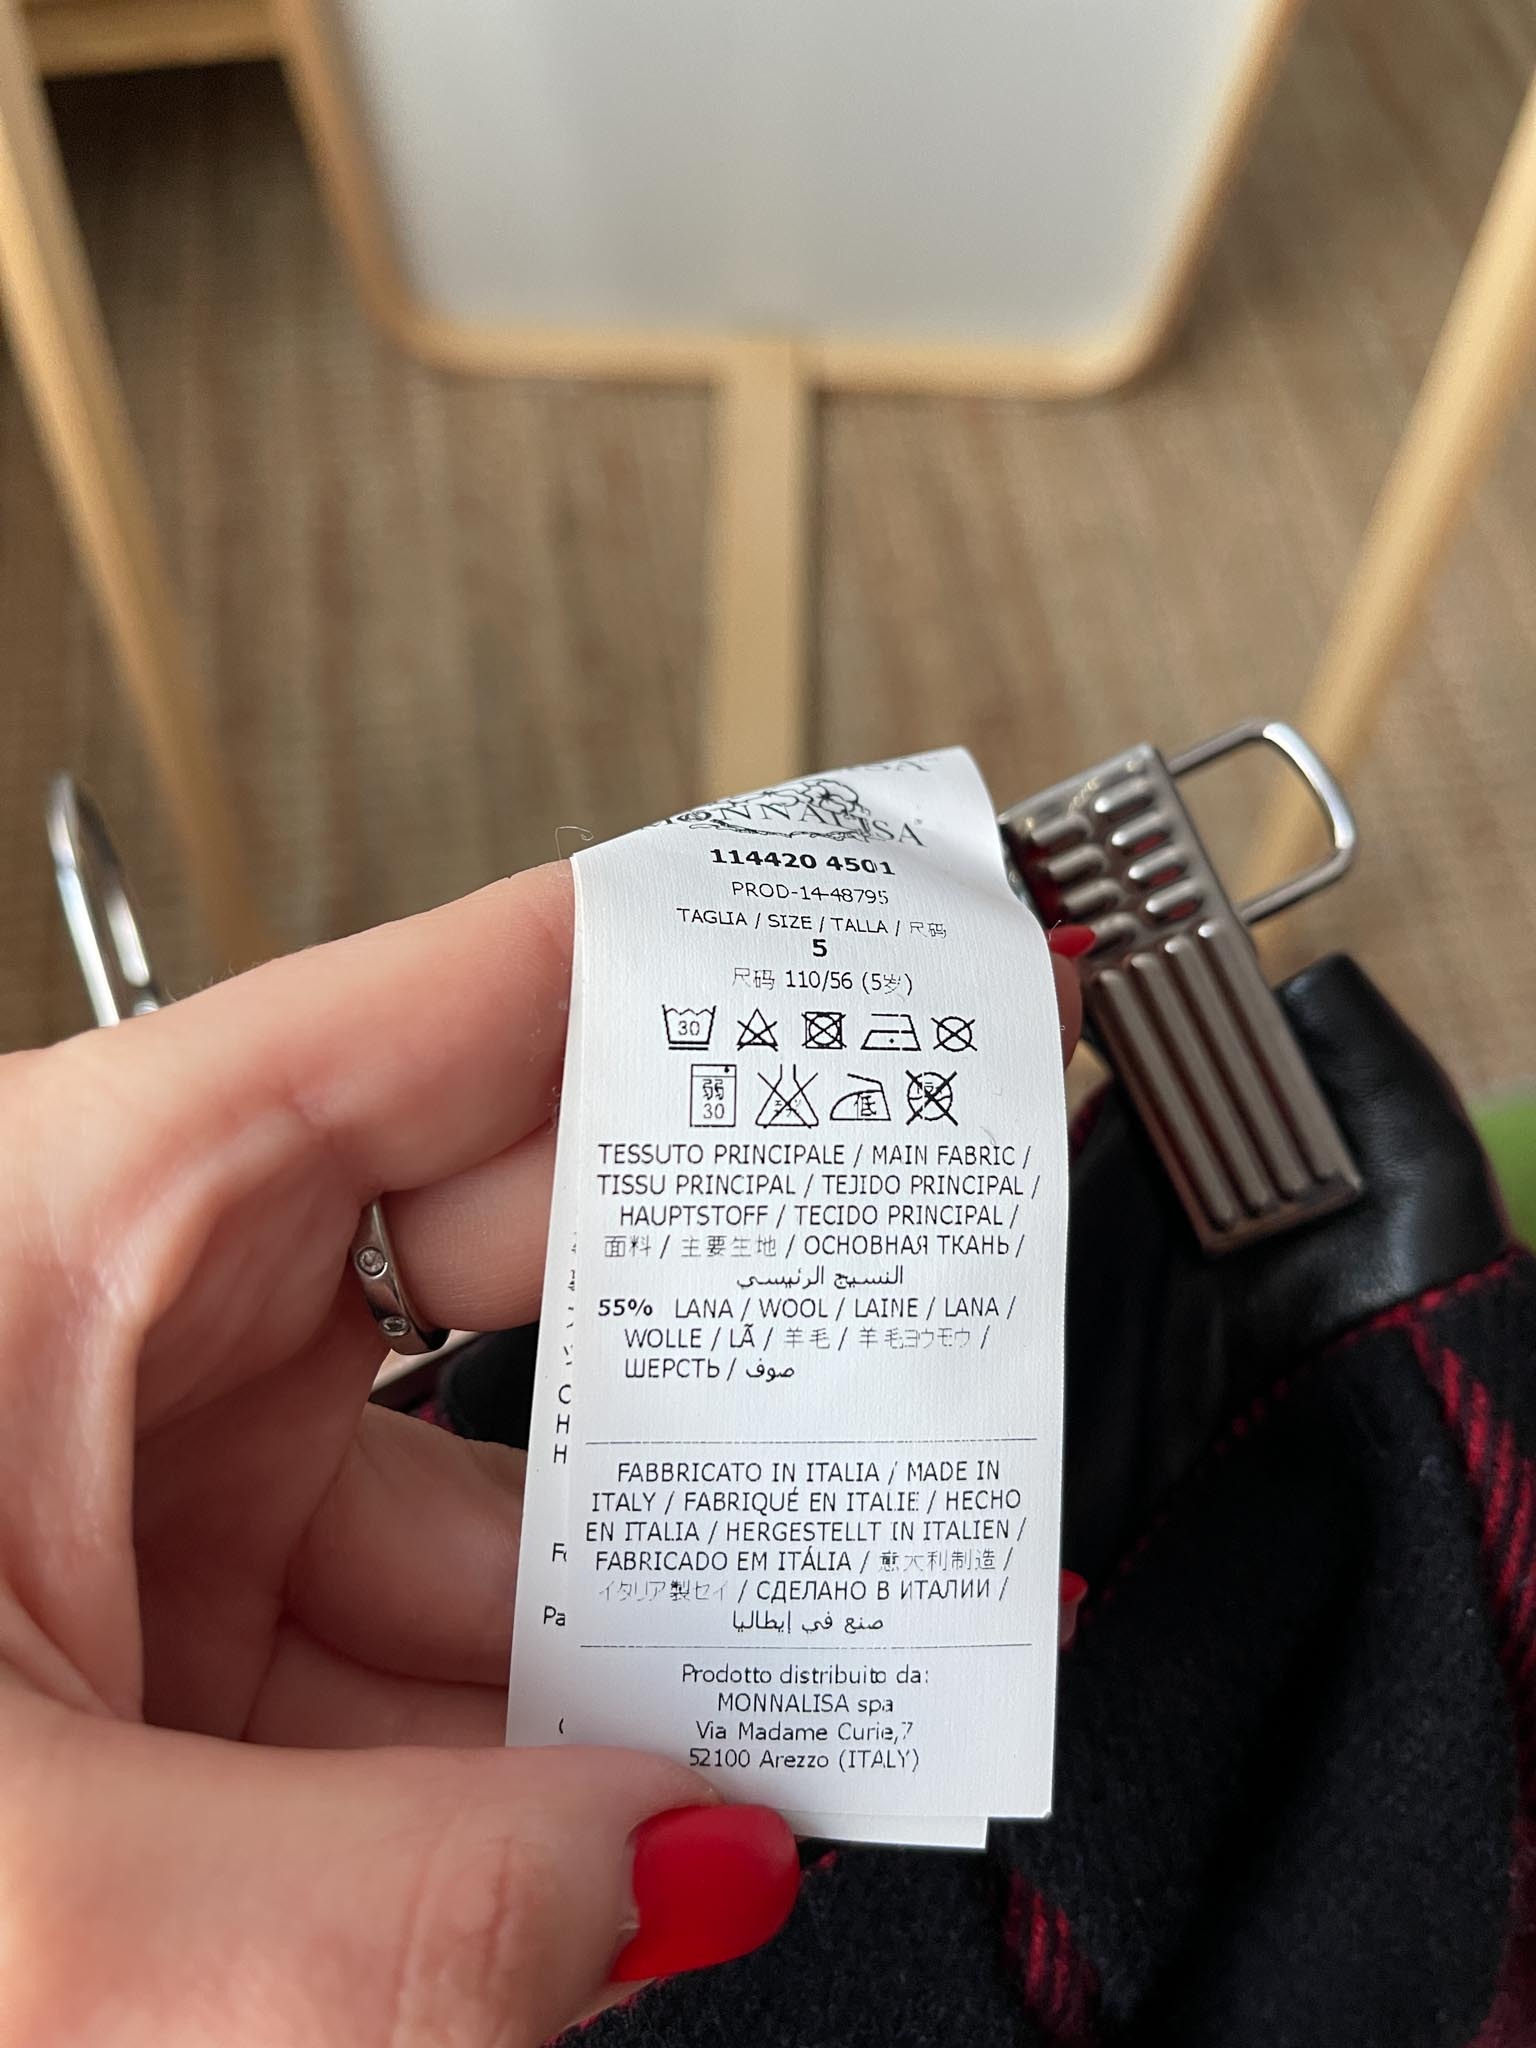 MONNALISA
114420 4501
PROD-14-48795
TAGLIA / SIZE / TALLA / 尺码
5
尺码 110/56 (5岁)
30
弱
30
低
TESSUTO PRINCIPALE / MAIN FABRIC /
TISSU PRINCIPAL / TEJIDO PRINCIPAL /
HAUPTSTOFF / TECIDO PRINCIPAL /
面料 / 主要生地 / ОСНОВНАЯ ТКАНЬ /
النسيج الرئيسي
55% LANA / WOOL / LAINE / LANA /
WOLLE / LÃ / 羊毛 / 羊毛ヨウモウ /
ШЕРСТЬ / صوف
FABBRICATO IN ITALIA / MADE IN
ITALY / FABRIQUÉ EN ITALIE / HECHO
EN ITALIA / HERGESTELLT IN ITALIEN /
FABRICADO EM ITÁLIA / 意大利制造 /
イタリア製セイ / СДЕЛАНО В ИТАЛИИ /
صنع في إيطاليا
Prodotto distribuito da:
MONNALISA spa
Via Madame Curie,7
52100 Arezzo (ITALY)